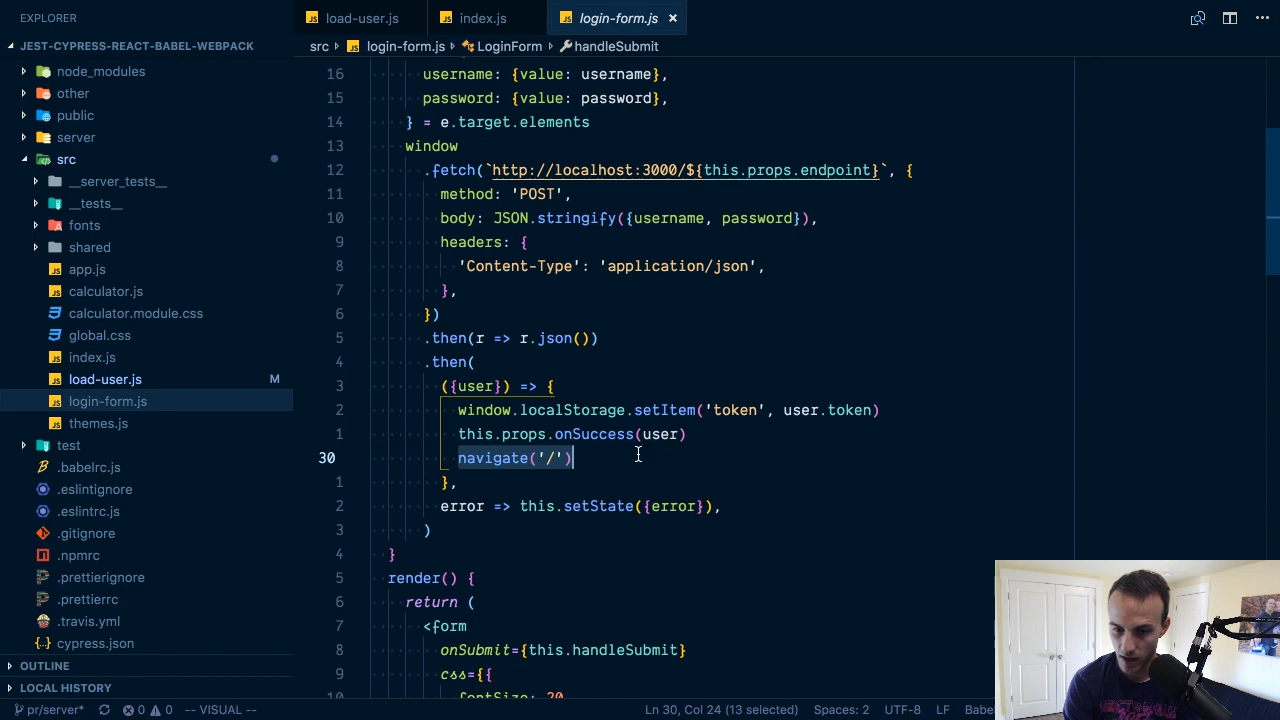 EXPLORER
JEST-CYPRESS-REACT-BABEL-WEBPACK
node_modules
other
public
server
src
__server_tests__
__tests__
fonts
shared
app.js
calculator.js
calculator.module.css
global.css
index.js
load-user.js M
login-form.js
themes.js
test
.babelrc.js
.eslintignore
.eslintrc.js
.gitignore
.npmrc
.prettierignore
.prettierrc
.travis.yml
cypress.json
OUTLINE
LOCAL HISTORY
load-user.js index.js login-form.js ×
src login-form.js LoginForm handleSubmit
16 username: {value: username},
15 password: {value: password},
14 } = e.target.elements
13 window
12 .fetch(`http://localhost:3000/${this.props.endpoint}`, {
11 method: 'POST',
10 body: JSON.stringify({username, password}),
9 headers: {
8 'Content-Type': 'application/json',
7 },
6 })
5 .then(r => r.json())
4 .then(
3 ({user}) => {
2 window.localStorage.setItem('token', user.token)
1 this.props.onSuccess(user)
30 navigate('/')
1 },
2 error => this.setState({error}),
3 )
4 }
5 render() {
6 return (
7 <form
8 onSubmit={this.handleSubmit}
9 css={{
10 fontSize: 20
pr/server* 0 0 -- VISUAL -- Ln 30, Col 24 (13 selected) Spaces: 2 UTF-8 LF Babe